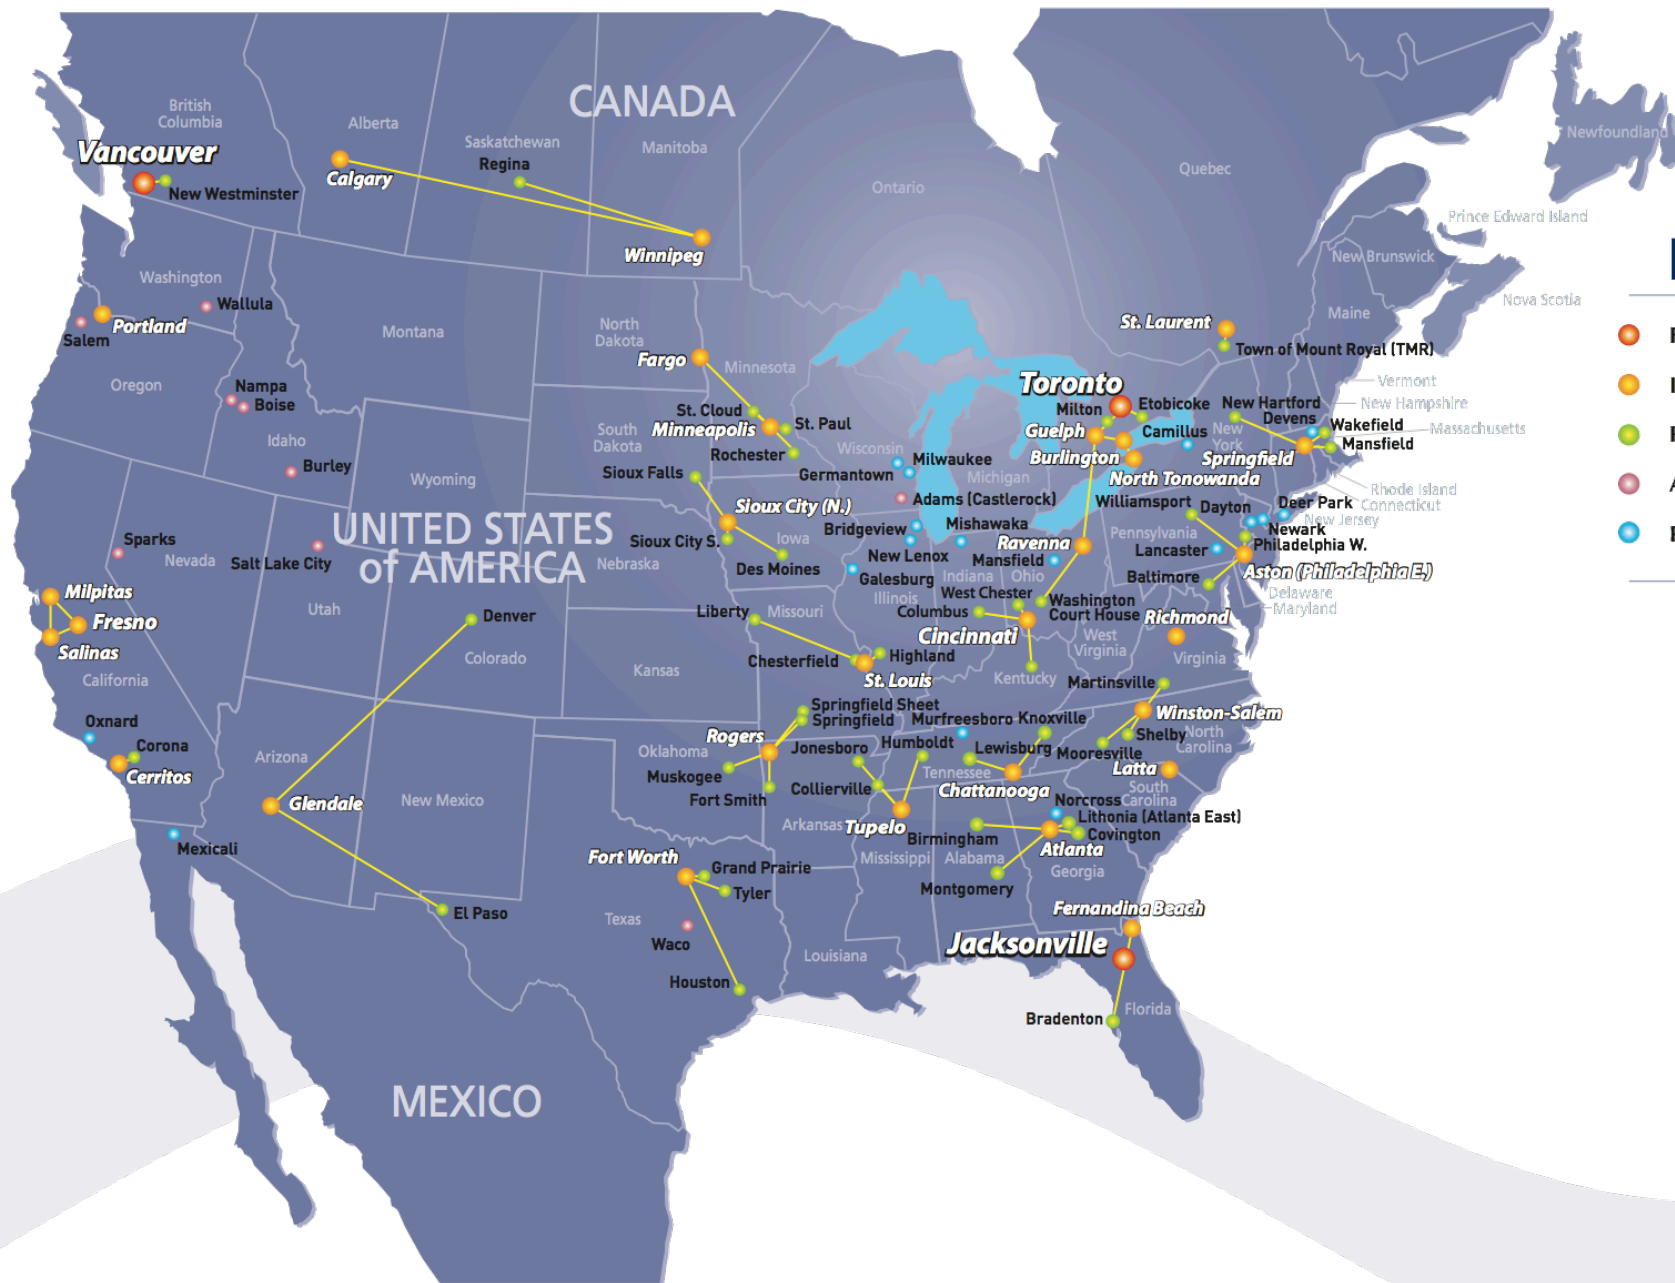 CANADA
British
Columbia
Alberta
Saskatchewan
Manitoba
Ontario
Quebec
Newfoundland
Vancouver
New Westminster
Calgary
Regina
Winnipeg
Prince Edward Island
New Brunswick
Nova Scotia
Maine
Washington
Wallula
Portland
Salem
Oregon
Montana
North
Dakota
Fargo
Minnesota
St. Laurent
Town of Mount Royal (TMR)
Vermont
New Hampshire
Massachusetts
Nampa
Boise
Idaho
Burley
Wyoming
South
Dakota
St. Cloud
Minneapolis
St. Paul
Rochester
Sioux Falls
Wisconsin
Milwaukee
Germantown
Michigan
Adams (Castlerock)
Toronto
Milton
Etobicoke
Guelph
Camillus
Burlington
North Tonowanda
New
York
New Hartford
Devens
Wakefield
Mansfield
Springfield
Rhode Island
Connecticut
New Jersey
UNITED STATES
of AMERICA
Sioux City (N.)
Sioux City S.
Iowa
Des Moines
Nebraska
Bridgeview
New Lenox
Mishawaka
Galesburg
Illinois
Indiana
Ohio
Ravenna
Mansfield
Williamsport
Dayton
Deer Park
Newark
Pennsylvania
Philadelphia W.
Lancaster
Aston (Philadelphia E.)
Baltimore
Delaware
Maryland
Sparks
Nevada
Salt Lake City
Utah
Milpitas
Fresno
Salinas
California
Denver
Colorado
Kansas
Liberty
Missouri
Chesterfield
Highland
St. Louis
West Chester
Columbus
Washington
Court House
Cincinnati
Kentucky
West
Virginia
Richmond
Virginia
Martinsville
Winston-Salem
Shelby
North
Carolina
Mooresville
Latta
South
Carolina
Oxnard
Corona
Cerritos
Arizona
Glendale
New Mexico
Mexicali
El Paso
Oklahoma
Rogers
Springfield Sheet
Springfield
Muskogee
Fort Smith
Jonesboro
Humboldt
Murfreesboro
Knoxville
Lewisburg
Tennessee
Chattanooga
Collierville
Arkansas
Tupelo
Mississippi
Birmingham
Alabama
Montgomery
Norcross
Lithonia (Atlanta East)
Covington
Atlanta
Georgia
Fort Worth
Grand Prairie
Tyler
Texas
Waco
Houston
Louisiana
Fernandina Beach
Jacksonville
Bradenton
Florida
MEXICO